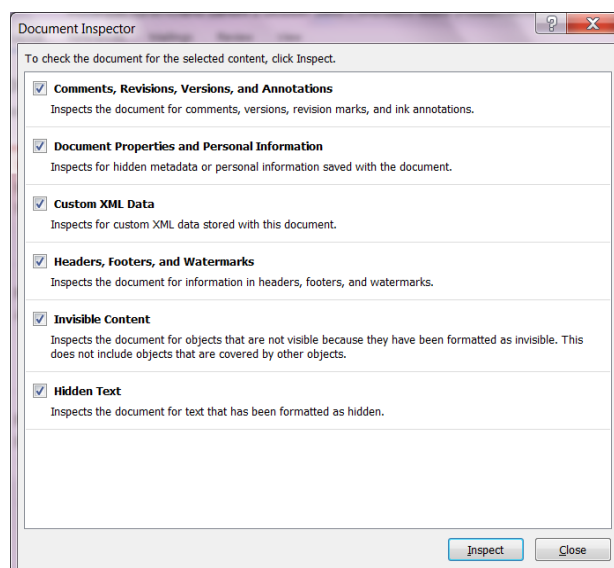 Document Inspector
To check the document for the selected content, click Inspect.
Comments, Revisions, Versions, and Annotations
Inspects the document for comments, versions, revision marks, and ink annotations.
Document Properties and Personal Information
Inspects for hidden metadata or personal information saved with the document.
Custom XML Data
Inspects for custom XML data stored with this document.
Headers, Footers, and Watermarks
Inspects the document for information in headers, footers, and watermarks.
Invisible Content
Inspects the document for objects that are not visible because they have been formatted as invisible. This
does not include objects that are covered by other objects.
Hidden Text
Inspects the document for text that has been formatted as hidden.
Inspect Close